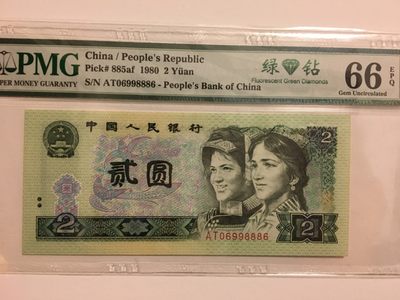 PMG
PAPER MONEY GUARANTY
China / People's Republic
Pick# 885af 1980 2 Yüan
S/N AT06998886 - People's Bank of China
绿 钻
Fluorescent Green Diamonds
66 EPQ
Gem Uncirculated
中国人民银行
贰圆
2
2
2
AT06998886